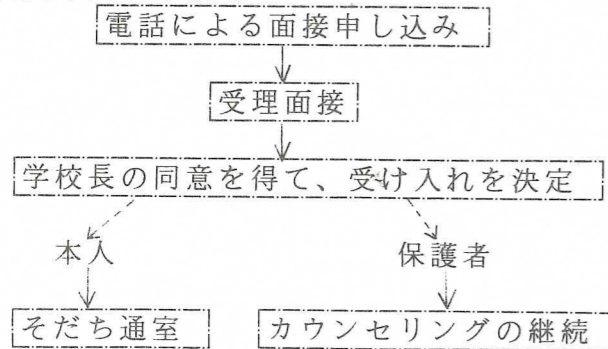 電話による面接申し込み
受理面接
学校長の同意を得て、受け入れを決定
本人
保護者
そだち通室
カウンセリングの継続